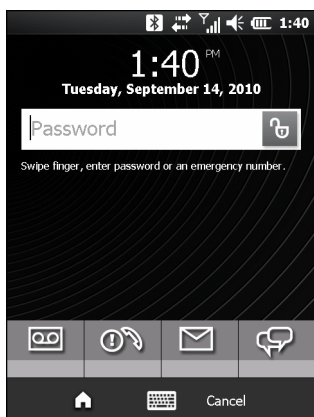 1:40
1:40 PM
Tuesday, September 14, 2010
Password
Swipe finger, enter password or an emergency number.
Cancel